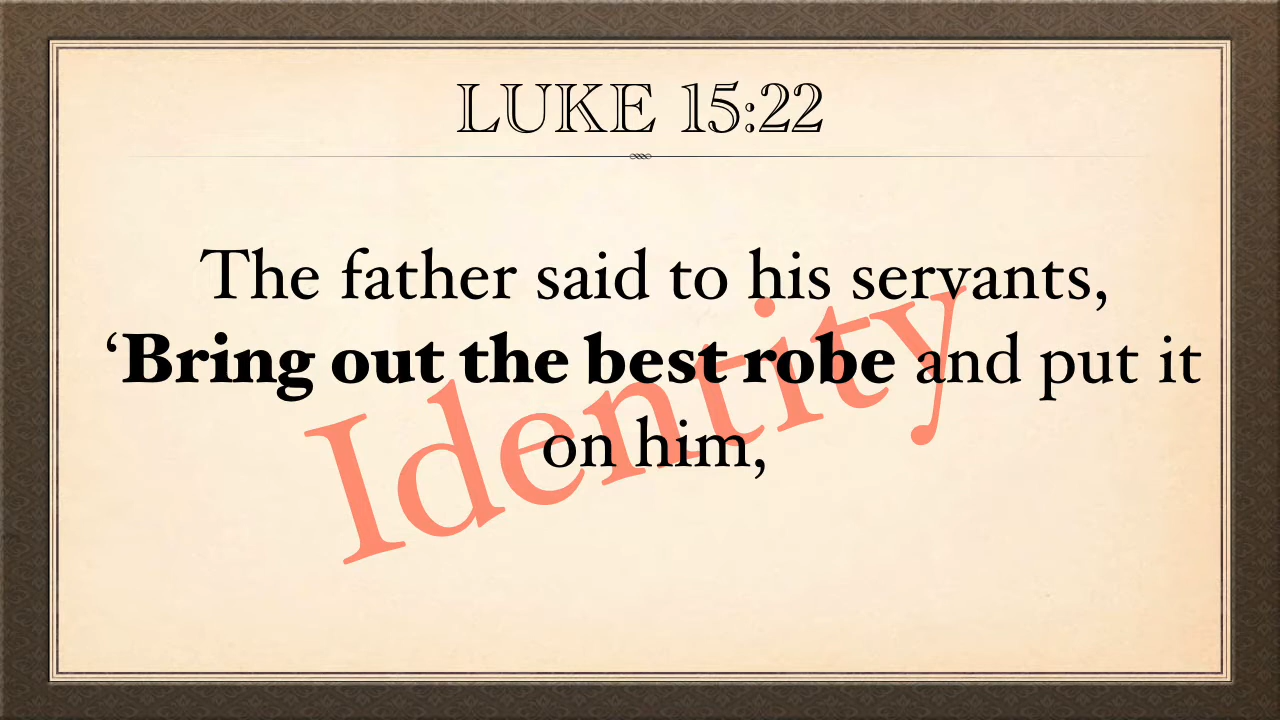 LUKE 15:22
The father said to his servants,
‘Bring out the best robe and put it
on him,
Identity